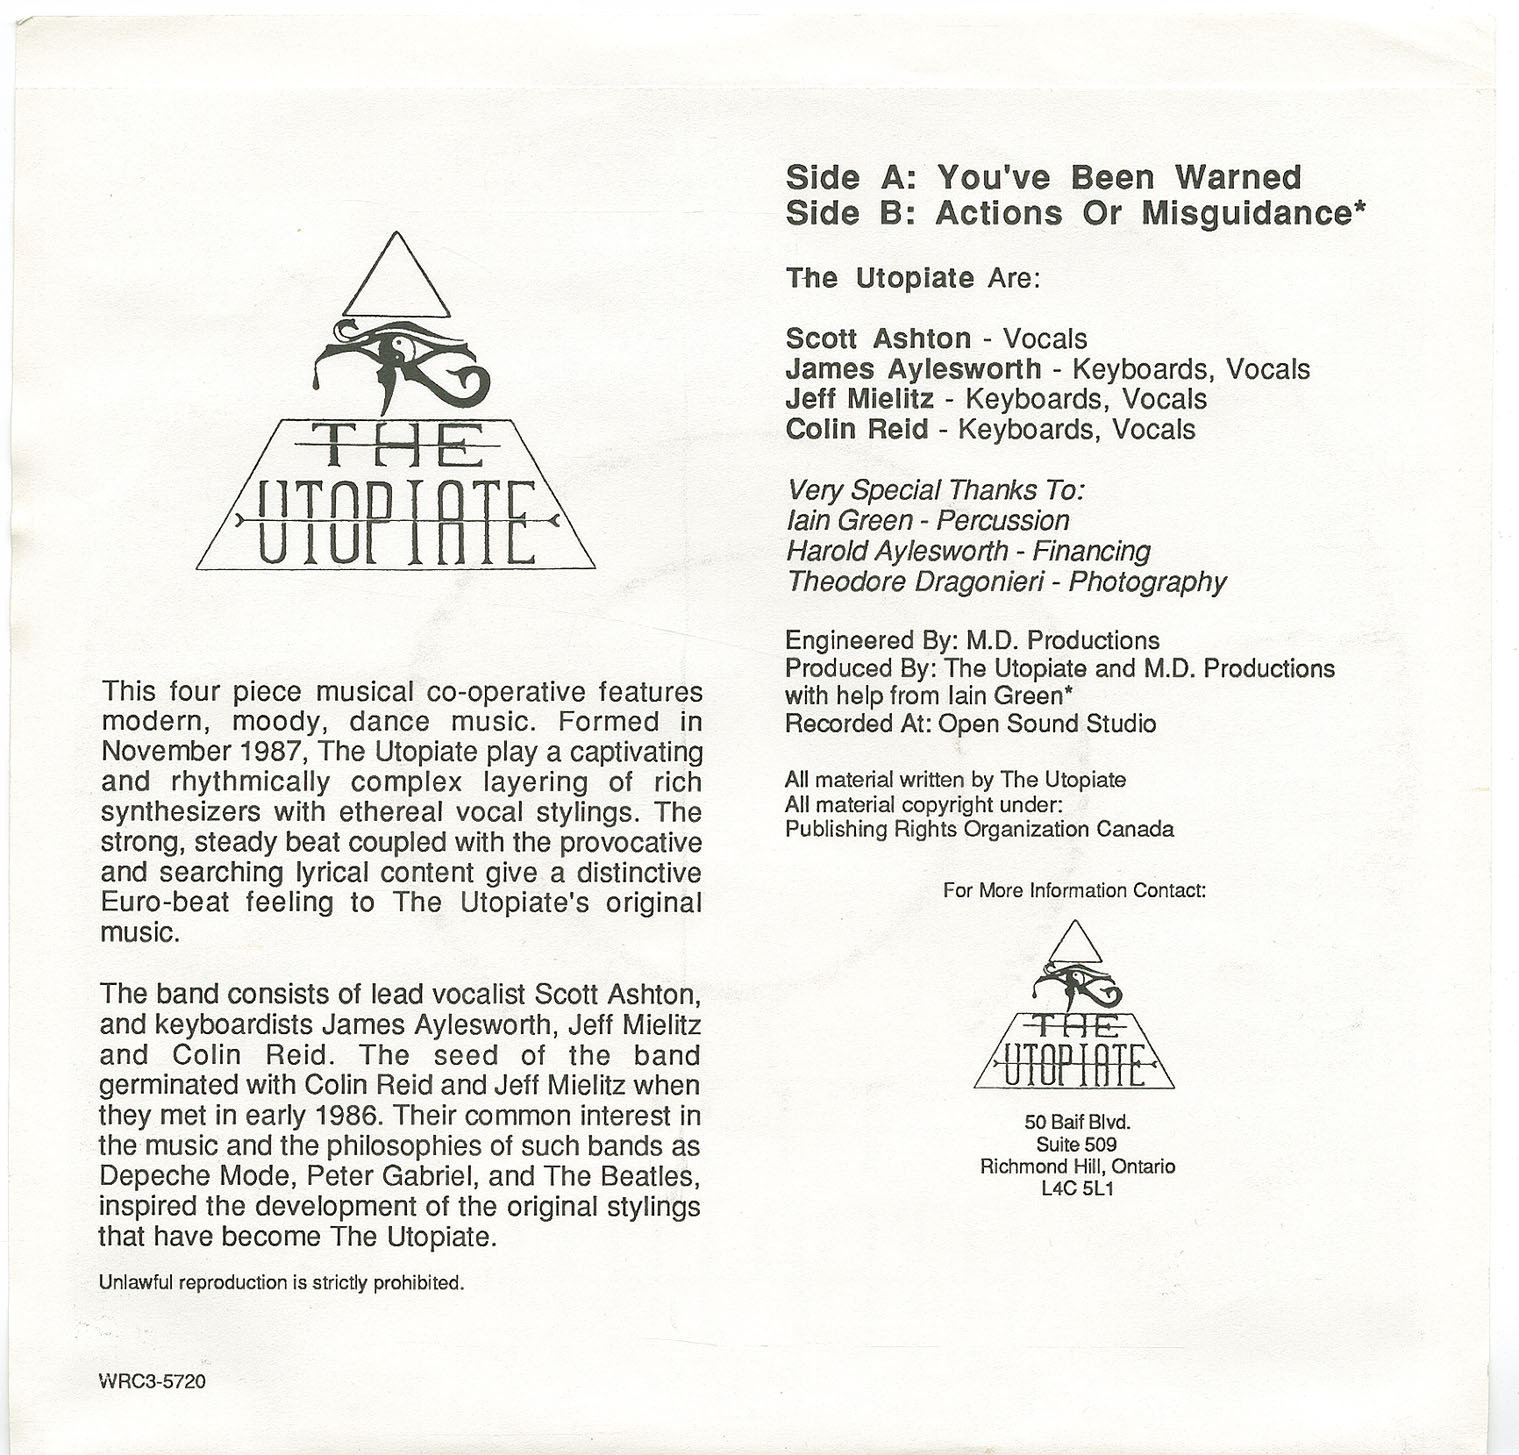 THE
UTOPIATE
This four piece musical co-operative features
modern, moody, dance music. Formed in
November 1987, The Utopiate play a captivating
and rhythmically complex layering of rich
synthesizers with ethereal vocal stylings. The
strong, steady beat coupled with the provocative
and searching lyrical content give a distinctive
Euro-beat feeling to The Utopiate's original
music.
The band consists of lead vocalist Scott Ashton,
and keyboardists James Aylesworth, Jeff Mielitz
and Colin Reid. The seed of the band
germinated with Colin Reid and Jeff Mielitz when
they met in early 1986. Their common interest in
the music and the philosophies of such bands as
Depeche Mode, Peter Gabriel, and The Beatles,
inspired the development of the original stylings
that have become The Utopiate.
Unlawful reproduction is strictly prohibited.
WRC3-5720
Side A: You've Been Warned
Side B: Actions Or Misguidance*
The Utopiate Are:
Scott Ashton - Vocals
James Aylesworth - Keyboards, Vocals
Jeff Mielitz - Keyboards, Vocals
Colin Reid - Keyboards, Vocals
Very Special Thanks To:
Iain Green - Percussion
Harold Aylesworth - Financing
Theodore Dragonieri - Photography
Engineered By: M.D. Productions
Produced By: The Utopiate and M.D. Productions
with help from Iain Green*
Recorded At: Open Sound Studio
All material written by The Utopiate
All material copyright under:
Publishing Rights Organization Canada
For More Information Contact:
THE
UTOPIATE
50 Baif Blvd.
Suite 509
Richmond Hill, Ontario
L4C 5L1